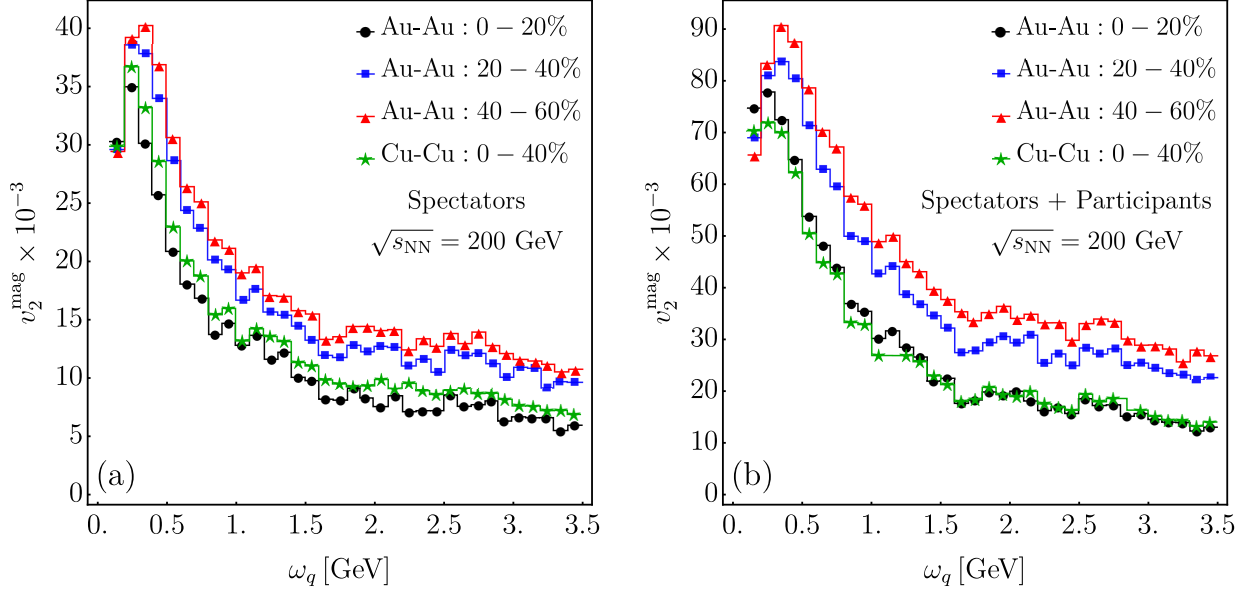 40
35
30
25
20
15
10
5
0
v₂ᵐᵃᵍ × 10⁻³
Au-Au : 0 − 20%
Au-Au : 20 − 40%
Au-Au : 40 − 60%
Cu-Cu : 0 − 40%
Spectators
√sNN = 200 GeV
(a)
0. 0.5 1. 1.5 2. 2.5 3. 3.5
ωq [GeV]
90
80
70
60
50
40
30
20
10
0
v₂ᵐᵃᵍ × 10⁻³
Au-Au : 0 − 20%
Au-Au : 20 − 40%
Au-Au : 40 − 60%
Cu-Cu : 0 − 40%
Spectators + Participants
√sNN = 200 GeV
(b)
0. 0.5 1. 1.5 2. 2.5 3. 3.5
ωq [GeV]